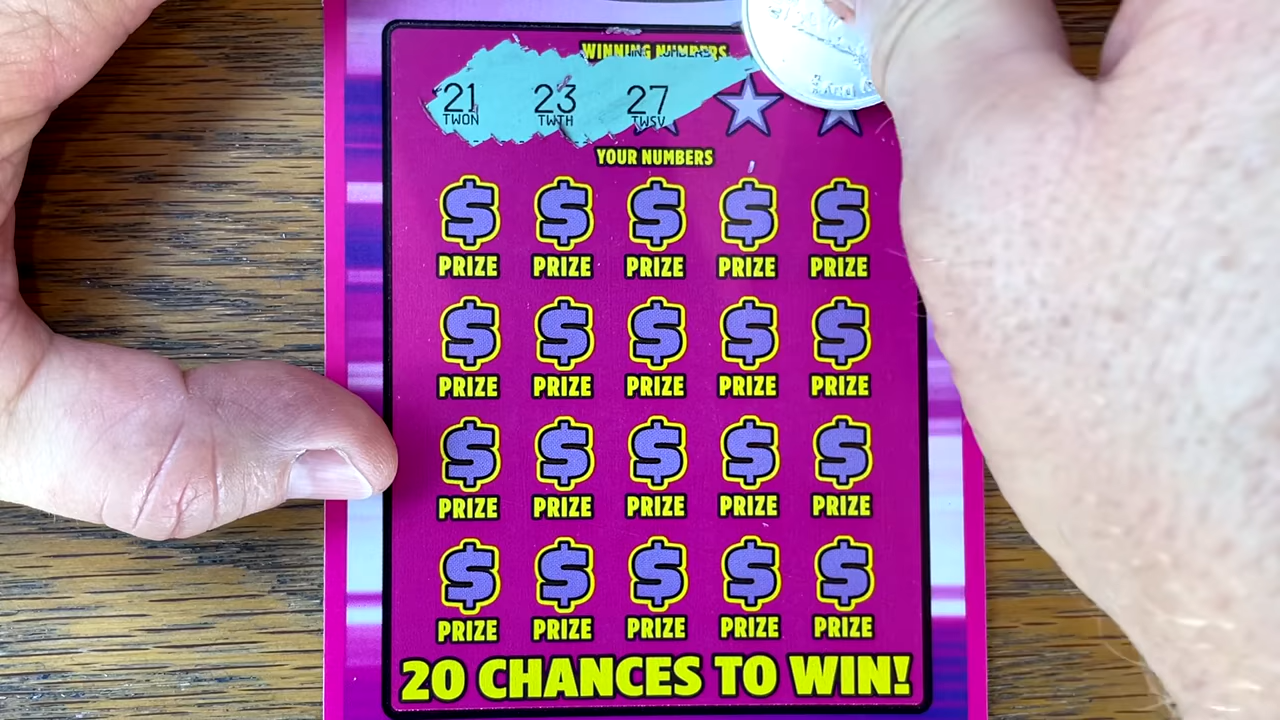 WINNING NUMBERS
21 23 27
TWON TWTH TWSV
YOUR NUMBERS
$ $ $ $ $
PRIZE PRIZE PRIZE PRIZE PRIZE
$ $ $ $ $
PRIZE PRIZE PRIZE PRIZE PRIZE
$ $ $ $ $
PRIZE PRIZE PRIZE PRIZE PRIZE
$ $ $ $ $
PRIZE PRIZE PRIZE PRIZE PRIZE
20 CHANCES TO WIN!